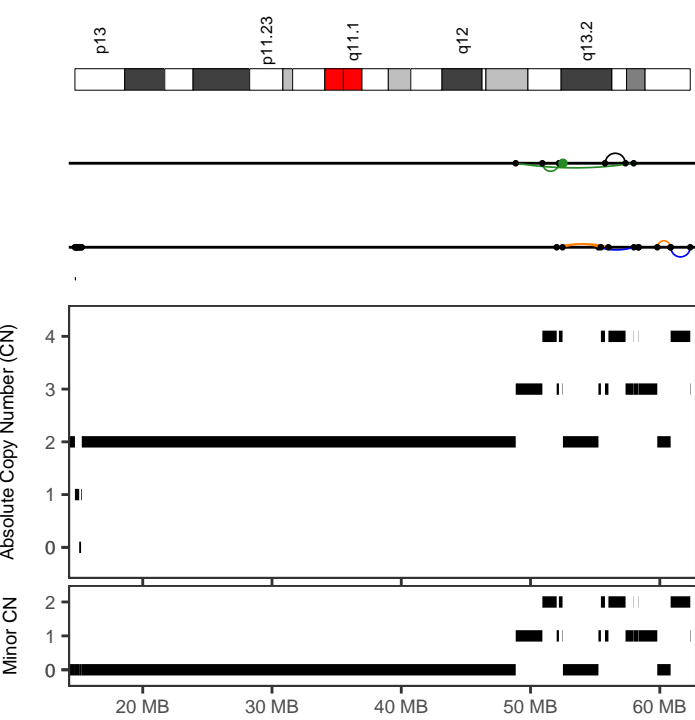 p13
p11.23
q11.1
q12
q13.2
Absolute Copy Number (CN)
4
3
2
1
0
Minor CN
2
1
0
20 MB
30 MB
40 MB
50 MB
60 MB